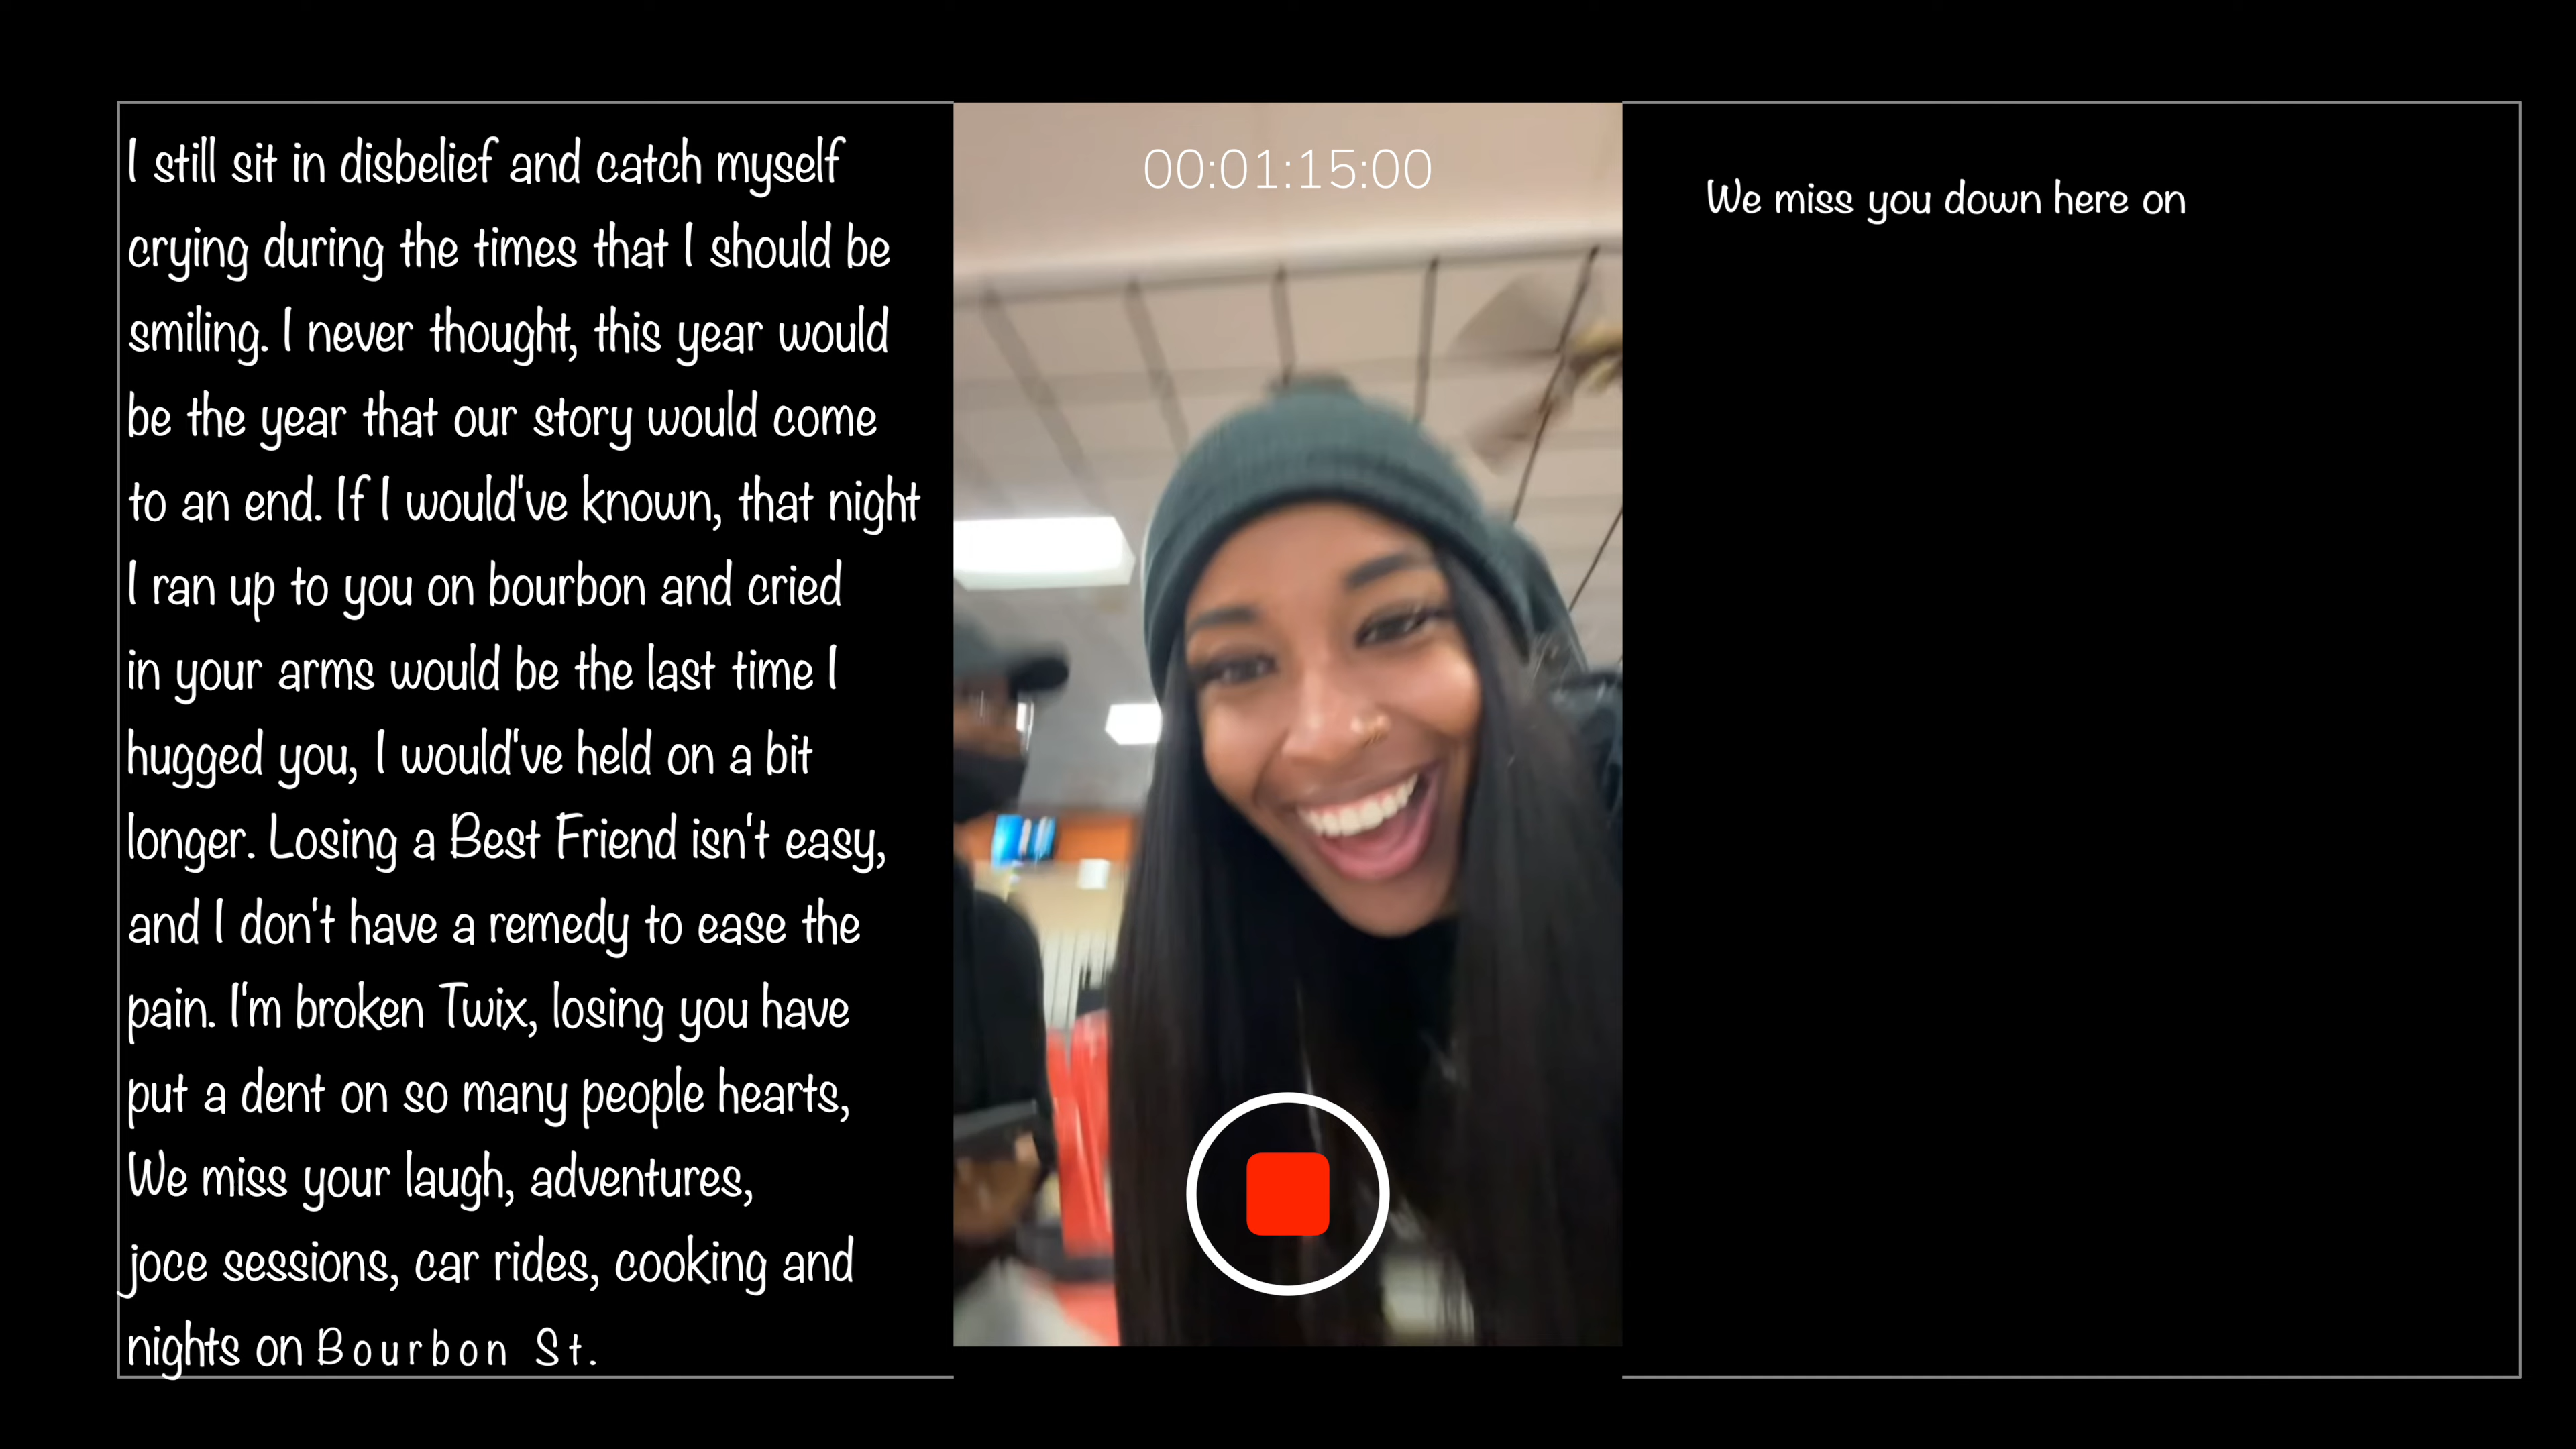 I still sit in disbelief and catch myself
crying during the times that I should be
smiling. I never thought, this year would
be the year that our story would come
to an end. If I would've known, that night
I ran up to you on bourbon and cried
in your arms would be the last time I
hugged you, I would've held on a bit
longer. Losing a Best Friend isn't easy,
and I don't have a remedy to ease the
pain. I'm broken Twix, losing you have
put a dent on so many people hearts,
We miss your laugh, adventures,
joce sessions, car rides, cooking and
nights on Bourbon St.
00:01:15:00
We miss you down here on